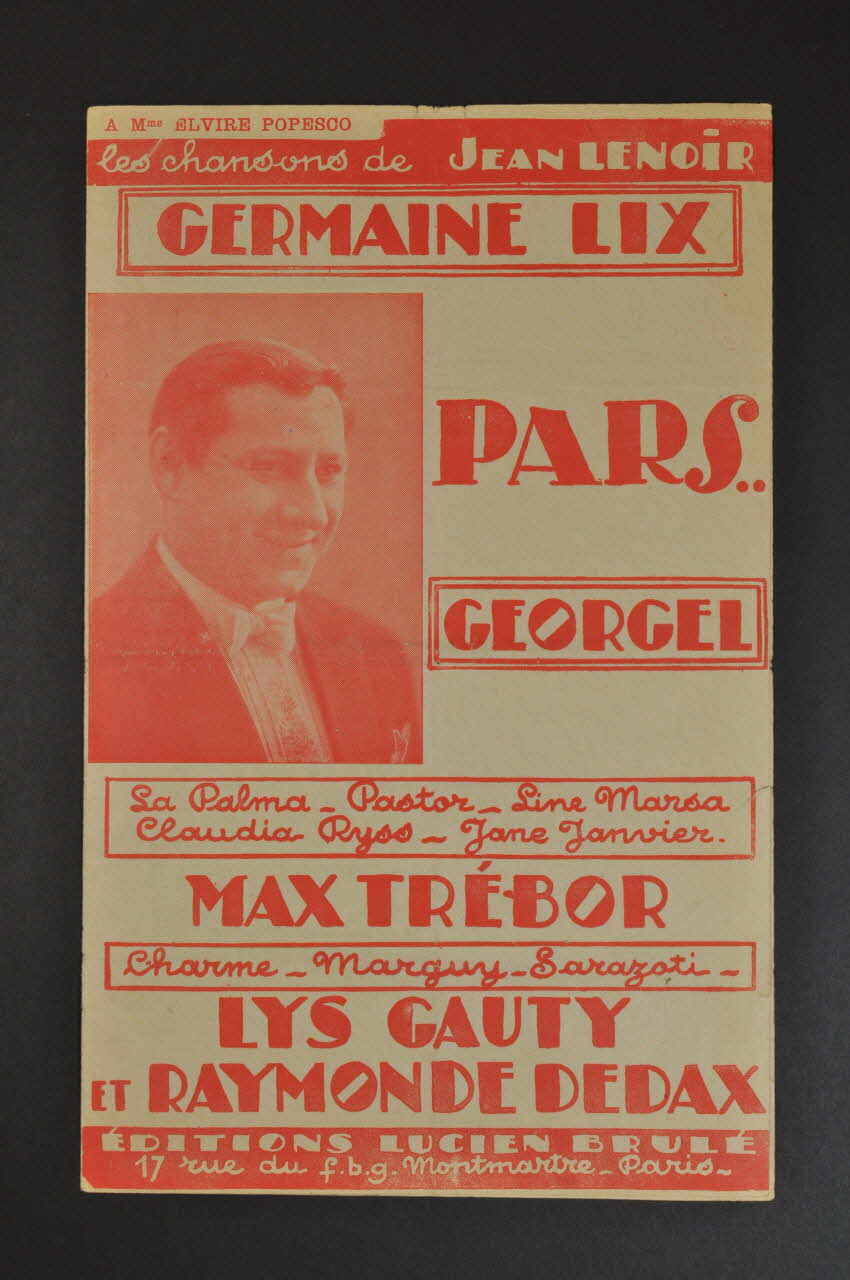 A Mme ELVIRE POPESCO
les chansons de JEAN LENOIR
GERMAINE LIX
PARS..
GEORGEL
La Palma - Pastor - Line Marsa
Claudia Ryss - Jane Janvier.
MAX TRÉBOR
Charme - Marguy - Sarazoti -
LYS GAUTY
ET RAYMONDE DEDAX
ÉDITIONS LUCIEN BRULÉ
17 rue du f.b.g. Montmartre - Paris -